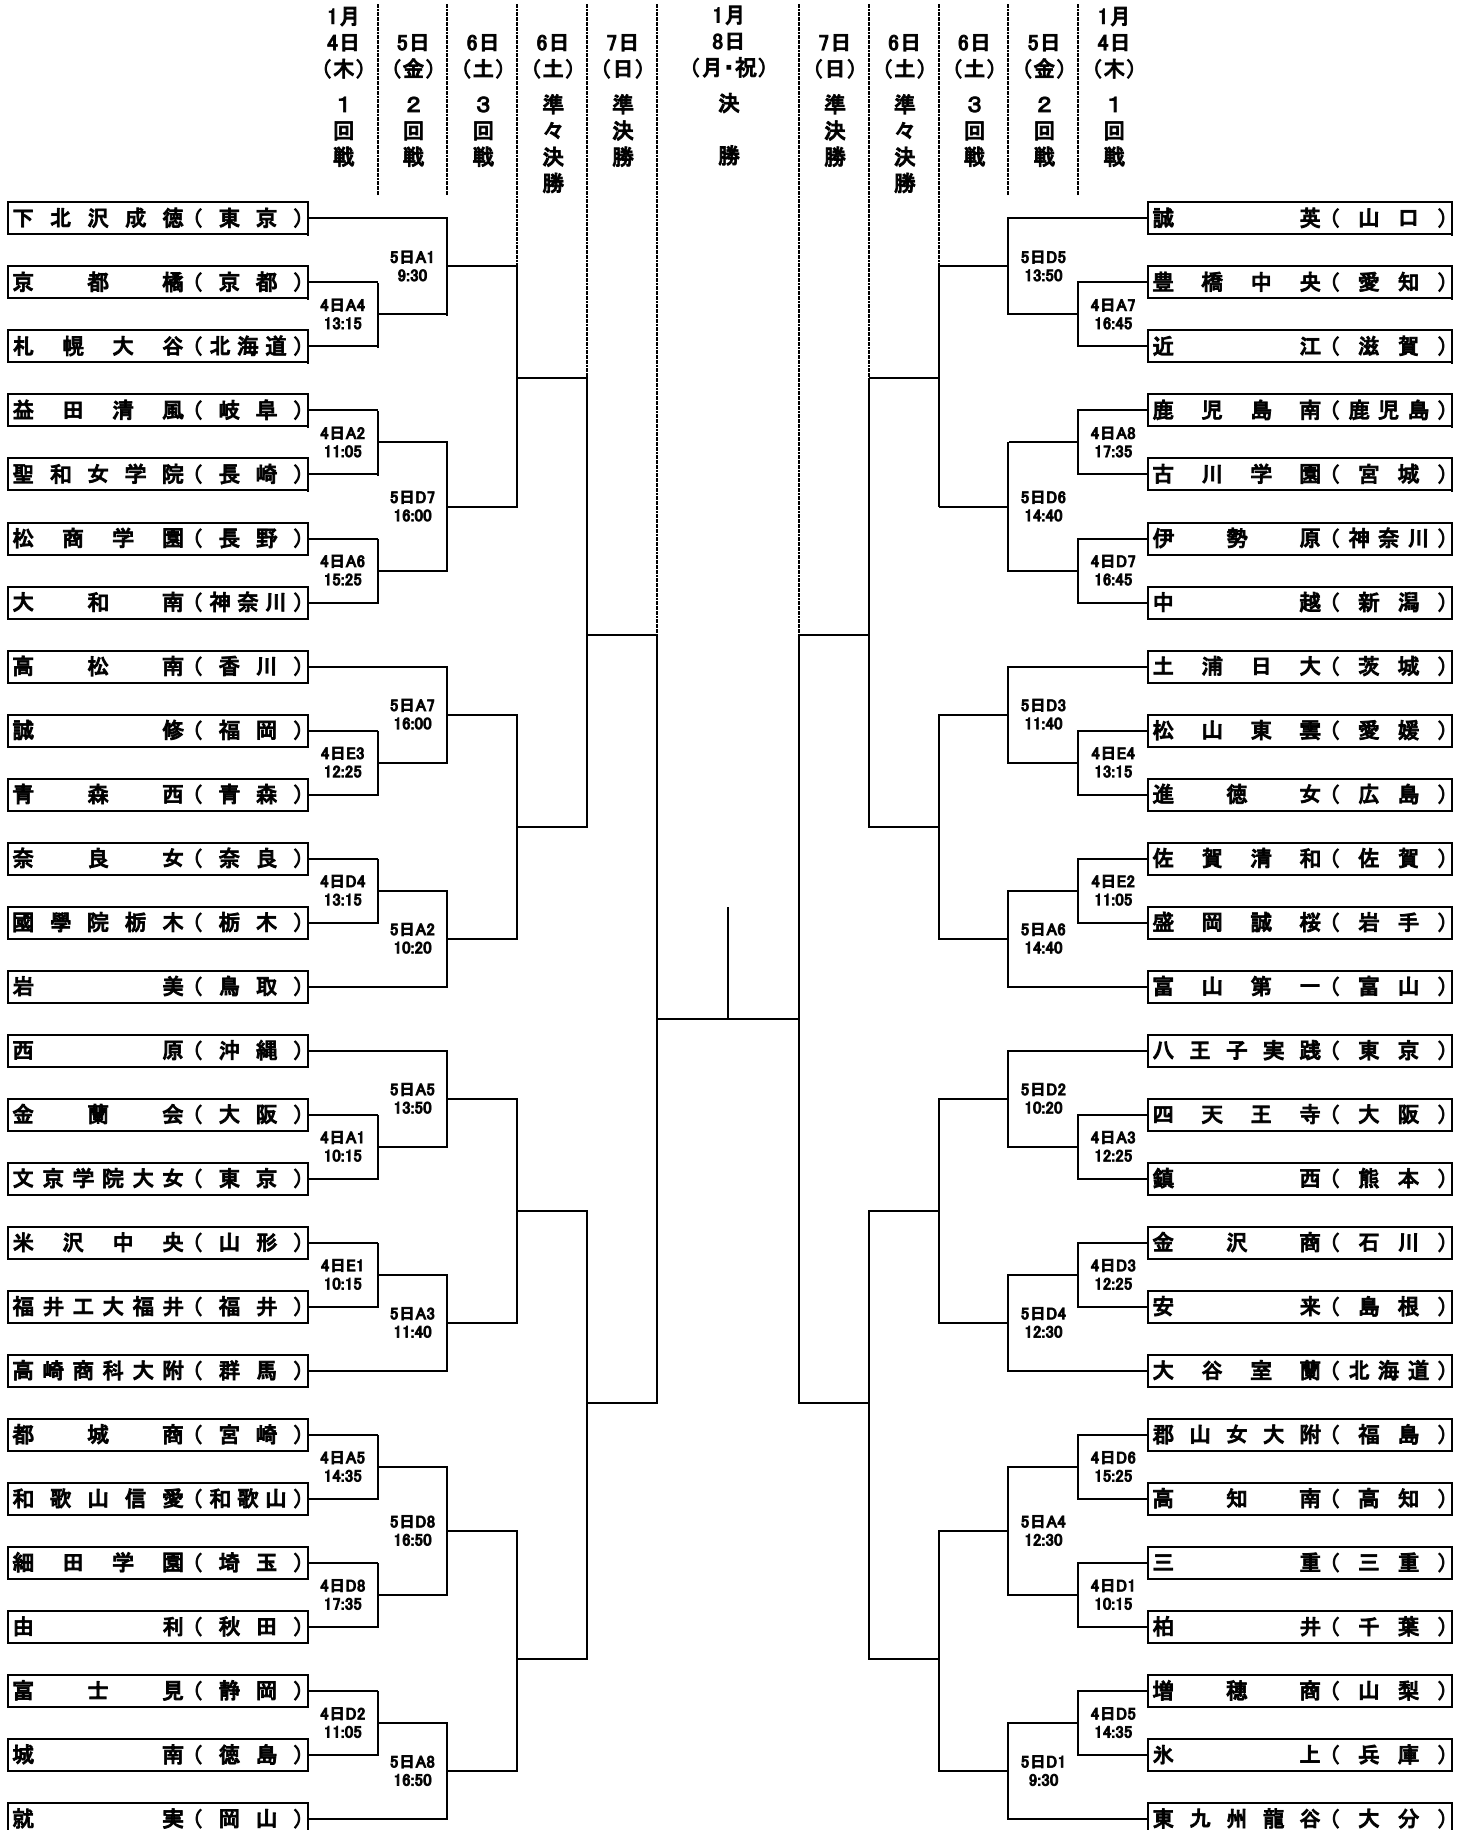 1月 4日 (木) 1回戦
5日 (金) 2回戦
6日 (土) 3回戦
6日 (土) 準々決勝
7日 (日) 準決勝
1月 8日 (月・祝) 決勝
7日 (日) 準決勝
6日 (土) 準々決勝
6日 (土) 3回戦
5日 (金) 2回戦
1月 4日 (木) 1回戦
下北沢成徳(東京)
5日A1
9:30
京都橘(京都)
4日A4
13:15
札幌大谷(北海道)
益田清風(岐阜)
4日A2
11:05
聖和女学院(長崎)
5日D7
16:00
松商学園(長野)
4日A6
15:25
大和南(神奈川)
高松南(香川)
5日A7
16:00
誠修(福岡)
4日E3
12:25
青森西(青森)
奈良女(奈良)
4日D4
13:15
國學院栃木(栃木)
5日A2
10:20
岩美(鳥取)
西原(沖縄)
5日A5
13:50
金蘭会(大阪)
4日A1
10:15
文京学院大女(東京)
米沢中央(山形)
4日E1
10:15
福井工大福井(福井)
5日A3
11:40
高崎商科大附(群馬)
都城商(宮崎)
4日A5
14:35
和歌山信愛(和歌山)
5日D8
16:50
細田学園(埼玉)
4日D8
17:35
由利(秋田)
富士見(静岡)
4日D2
11:05
城南(徳島)
5日A8
16:50
就実(岡山)
誠英(山口)
5日D5
13:50
豊橋中央(愛知)
4日A7
16:45
近江(滋賀)
鹿児島南(鹿児島)
4日A8
17:35
古川学園(宮城)
5日D6
14:40
伊勢原(神奈川)
4日D7
16:45
中越(新潟)
土浦日大(茨城)
5日D3
11:40
松山東雲(愛媛)
4日E4
13:15
進徳女(広島)
佐賀清和(佐賀)
4日E2
11:05
盛岡誠桜(岩手)
5日A6
14:40
富山第一(富山)
八王子実践(東京)
5日D2
10:20
四天王寺(大阪)
4日A3
12:25
鎮西(熊本)
金沢商(石川)
4日D3
12:25
安来(島根)
5日D4
12:30
大谷室蘭(北海道)
郡山女大附(福島)
4日D6
15:25
高知南(高知)
5日A4
12:30
三重(三重)
4日D1
10:15
柏井(千葉)
増穂商(山梨)
4日D5
14:35
氷上(兵庫)
5日D1
9:30
東九州龍谷(大分)